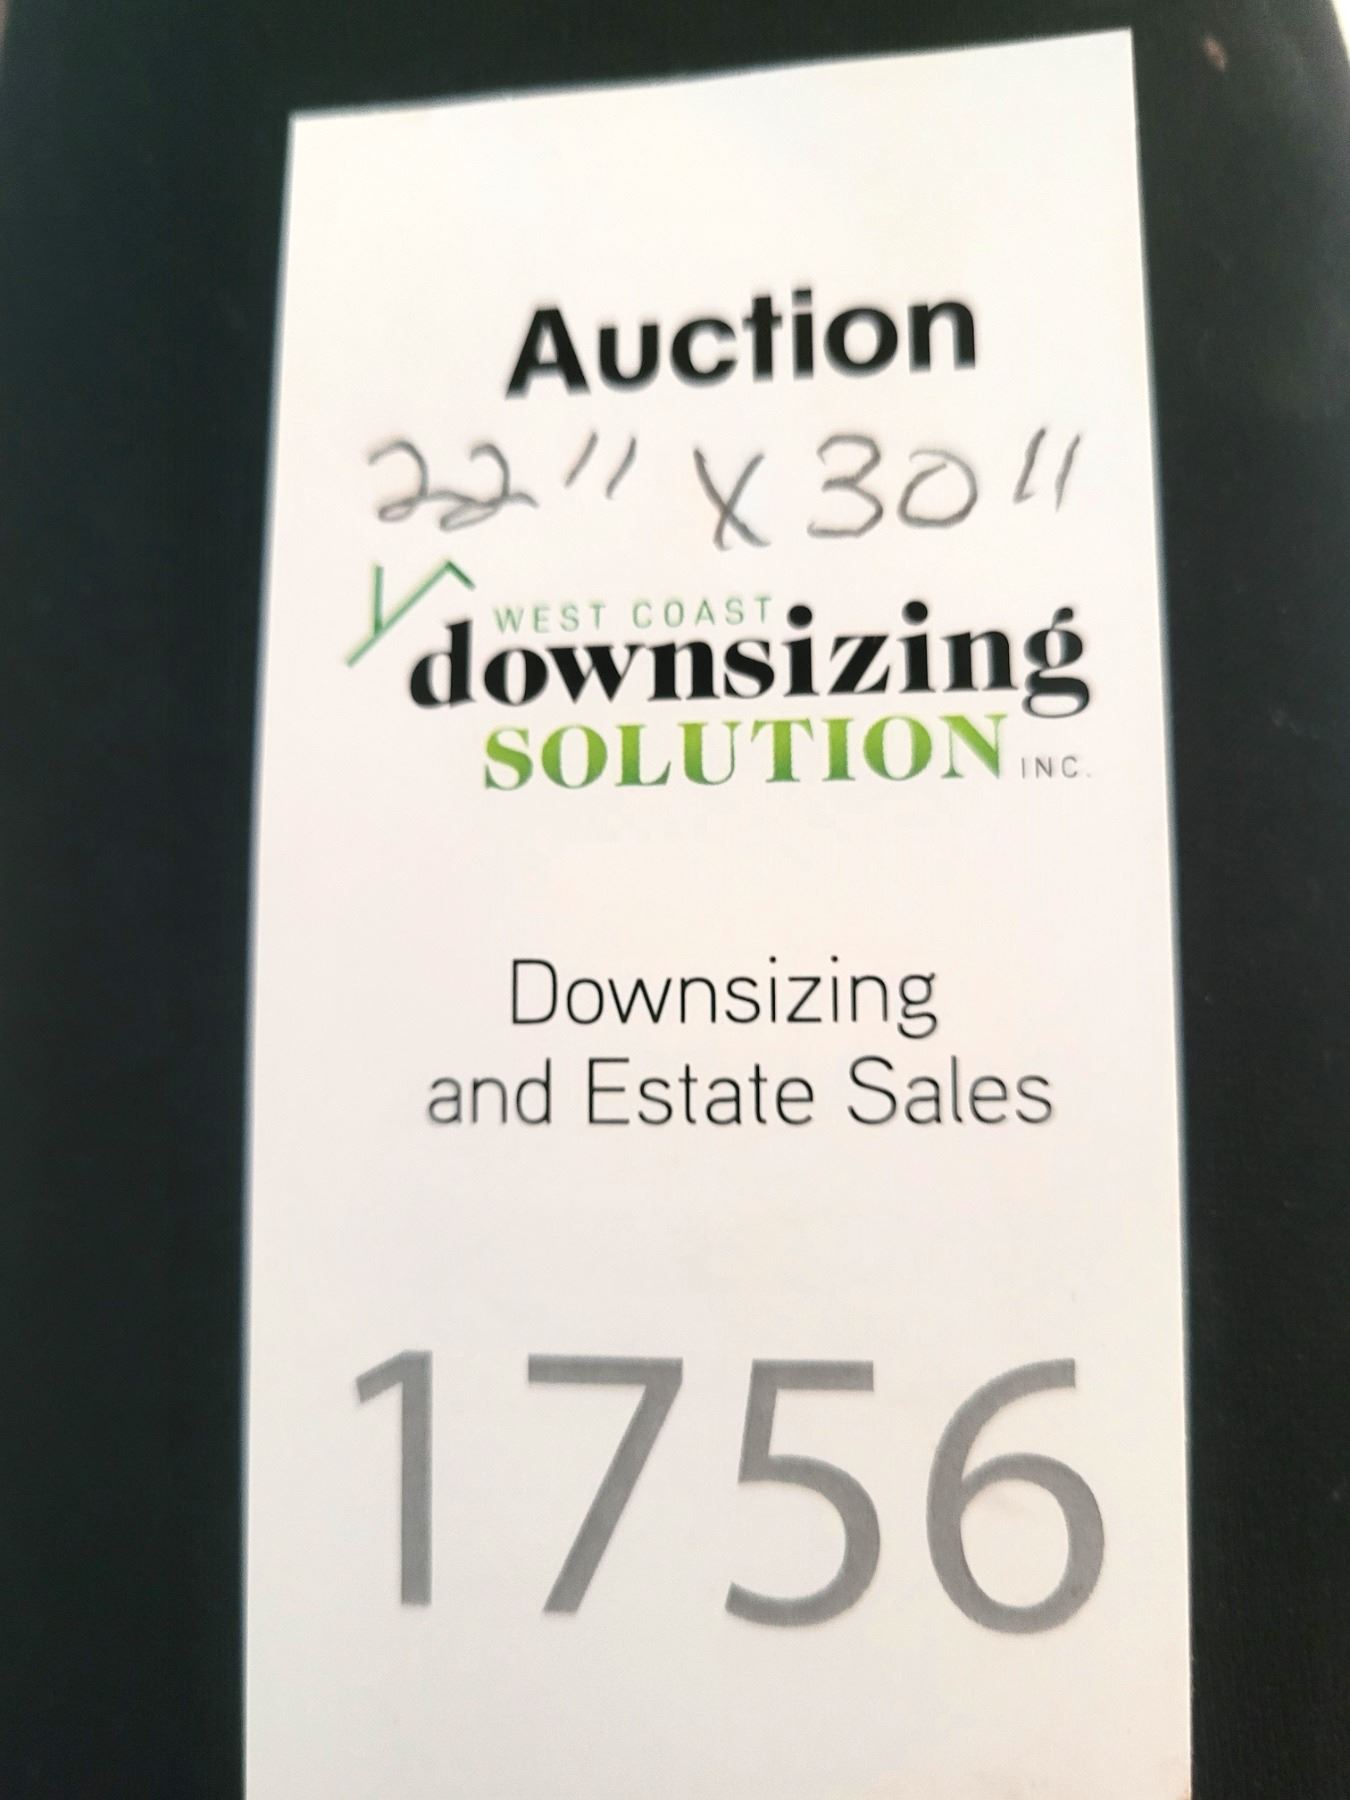 Auction
22" X 30"
WEST COAST
downsizing
SOLUTION INC.
Downsizing
and Estate Sales
1756